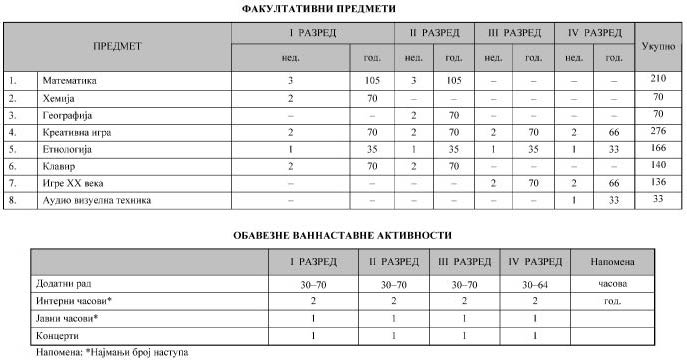 ФАКУЛТАТИВНИ ПРЕДМЕТИ
ПРЕДМЕТ I РАЗРЕД II РАЗРЕД III РАЗРЕД IV РАЗРЕД Укупно
нед. год. нед. год. нед. год. нед. год.
1. Математика 3 105 3 105 – – – – 210
2. Хемија 2 70 – – – – – – 70
3. Географија – – 2 70 – – – – 70
4. Креативна игра 2 70 2 70 2 70 2 66 276
5. Етнологија 1 35 1 35 1 35 1 33 166
6. Клавир 2 70 2 70 – – – – 140
7. Игре XX века – – – – 2 70 2 66 136
8. Аудио визуелна техника – – – – – – 1 33 33
ОБАВЕЗНЕ ВАННАСТАВНЕ АКТИВНОСТИ
I РАЗРЕД II РАЗРЕД III РАЗРЕД IV РАЗРЕД Напомена
Додатни рад 30–70 30–70 30–70 30–64 часова
Интерни часови* 2 2 2 2 год.
Јавни часови* 1 1 1 1
Концерти 1 1 1 1
Напомена: *Најмањи број наступа